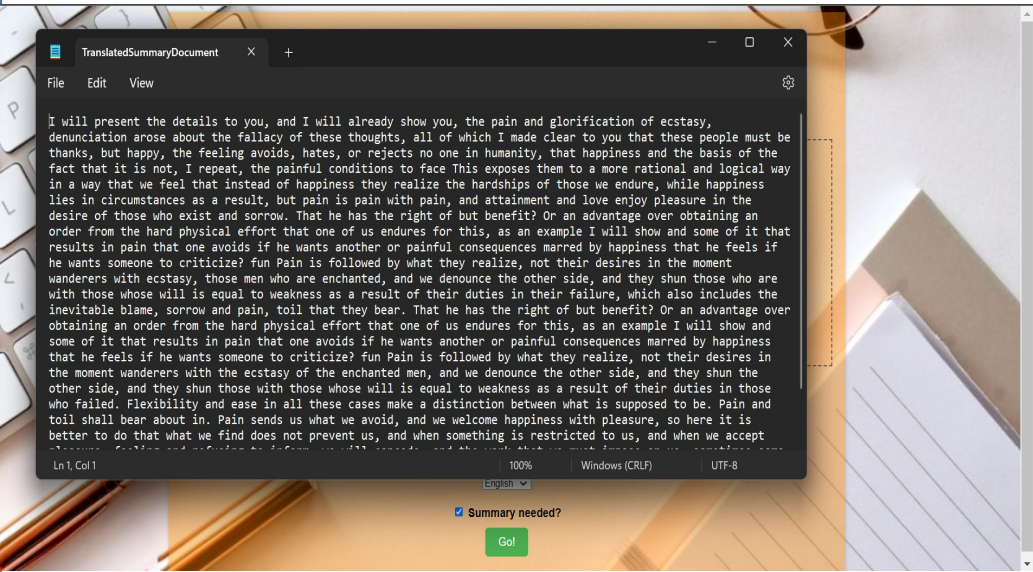 TranslatedSummaryDocument
File Edit View
I will present the details to you, and I will already show you, the pain and glorification of ecstasy,
denunciation arose about the fallacy of these thoughts, all of which I made clear to you that these people must be
thanks, but happy, the feeling avoids, hates, or rejects no one in humanity, that happiness and the basis of the
fact that it is not, I repeat, the painful conditions to face This exposes them to a more rational and logical way
in a way that we feel that instead of happiness they realize the hardships of those we endure, while happiness
lies in circumstances as a result, but pain is pain with pain, and attainment and love enjoy pleasure in the
desire of those who exist and sorrow. That he has the right of but benefit? Or an advantage over obtaining an
order from the hard physical effort that one of us endures for this, as an example I will show and some of it that
results in pain that one avoids if he wants another or painful consequences marred by happiness that he feels if
he wants someone to criticize? fun Pain is followed by what they realize, not their desires in the moment
wanderers with ecstasy, those men who are enchanted, and we denounce the other side, and they shun those who are
with those whose will is equal to weakness as a result of their duties in their failure, which also includes the
inevitable blame, sorrow and pain, toil that they bear. That he has the right of but benefit? Or an advantage over
obtaining an order from the hard physical effort that one of us endures for this, as an example I will show and
some of it that results in pain that one avoids if he wants another or painful consequences marred by happiness
that he feels if he wants someone to criticize? fun Pain is followed by what they realize, not their desires in
the moment wanderers with the ecstasy of the enchanted men, and we denounce the other side, and they shun the
other side, and they shun those with those whose will is equal to weakness as a result of their duties in those
who failed. Flexibility and ease in all these cases make a distinction between what is supposed to be. Pain and
toil shall bear about in. Pain sends us what we avoid, and we welcome happiness with pleasure, so here it is
better to do that what we find does not prevent us, and when something is restricted to us, and when we accept
Ln 1, Col 1 100% Windows (CRLF) UTF-8
English
Summary needed?
Go!